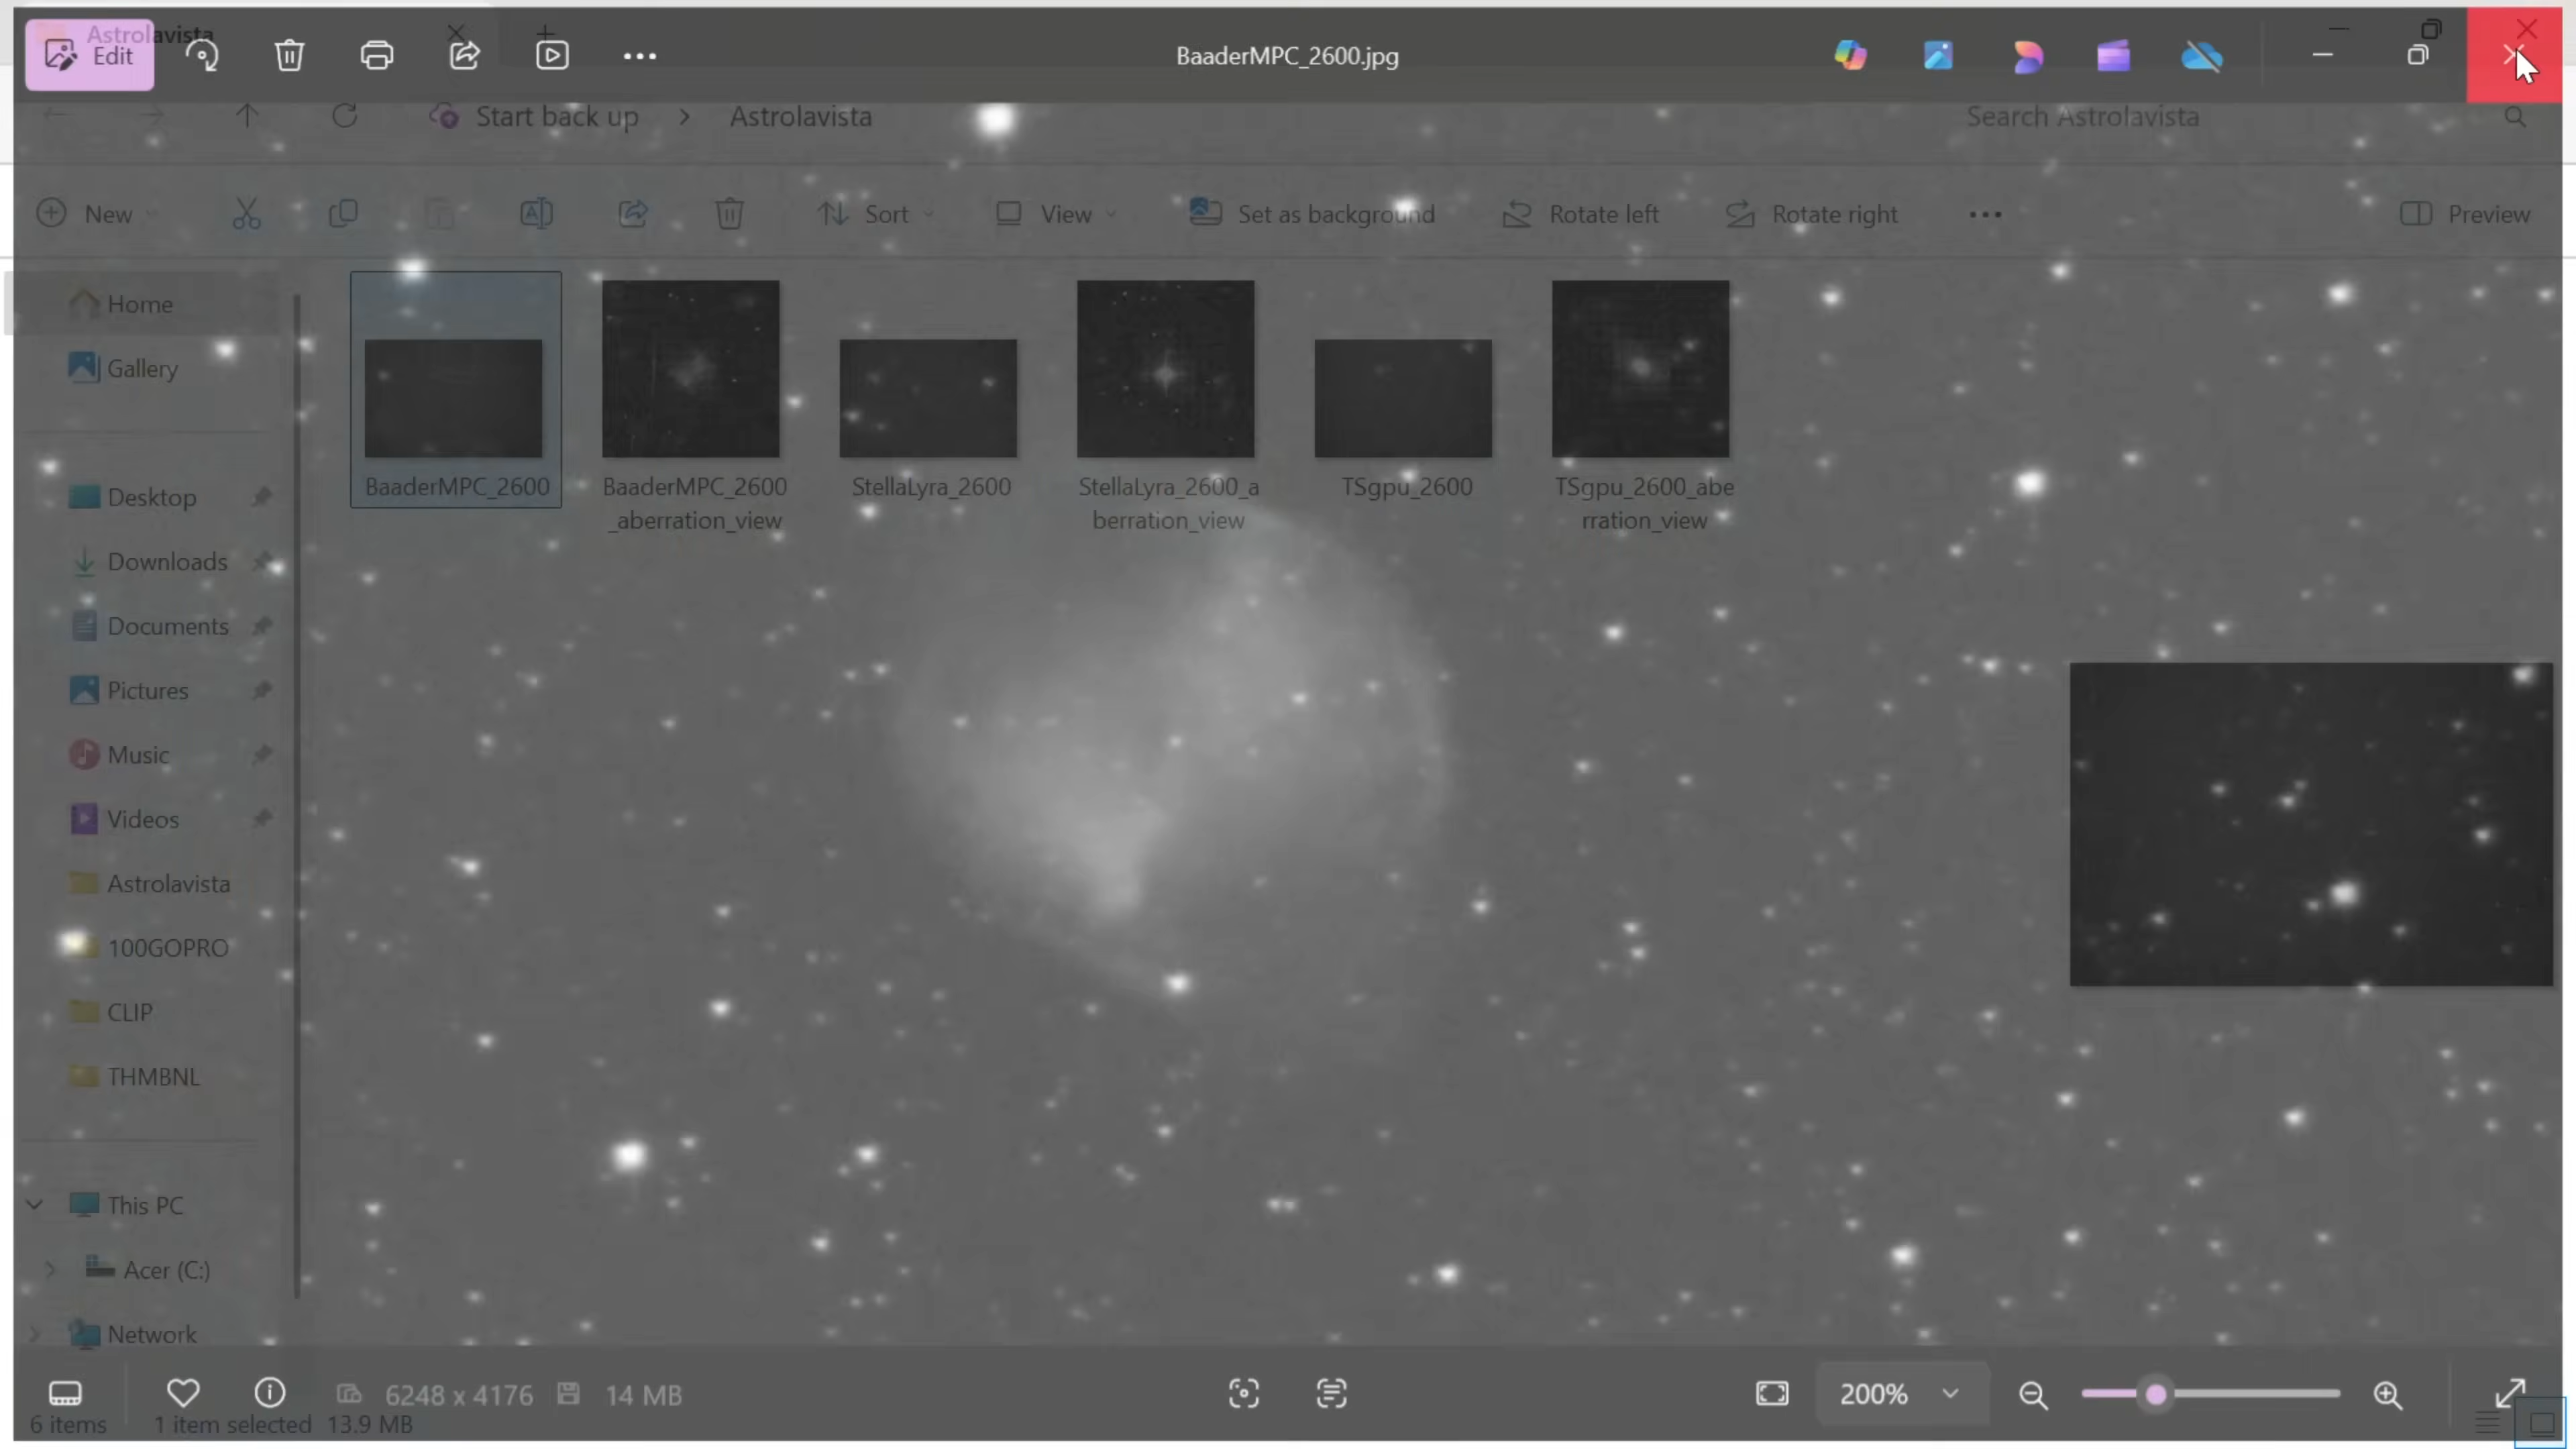 Astrolavista
Edit
BaaderMPC_2600.jpg
Start back up > Astrolavista
Search Astrolavista
New
Sort
View
Set as background
Rotate left
Rotate right
Preview
Home
Gallery
Desktop
Downloads
Documents
Pictures
Music
Videos
Astrolavista
100GOPRO
CLIP
THMBNL
This PC
Acer (C:)
Network
BaaderMPC_2600
BaaderMPC_2600
_aberration_view
StellaLyra_2600
StellaLyra_2600_a
berration_view
TSgpu_2600
TSgpu_2600_abe
rration_view
6248 x 4176
14 MB
200%
6 items
1 item selected 13.9 MB